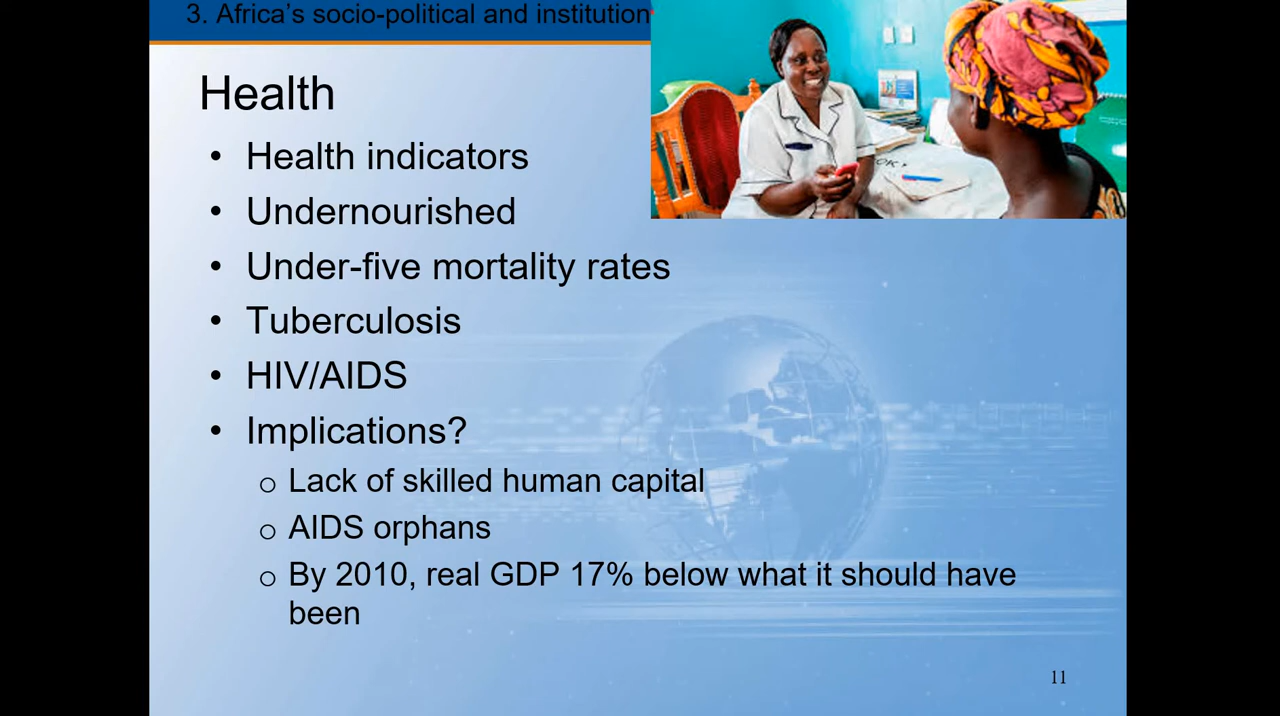 3. Africa’s socio-political and institution
Health
• Health indicators
• Undernourished
• Under-five mortality rates
• Tuberculosis
• HIV/AIDS
• Implications?
o Lack of skilled human capital
o AIDS orphans
o By 2010, real GDP 17% below what it should have
been
11